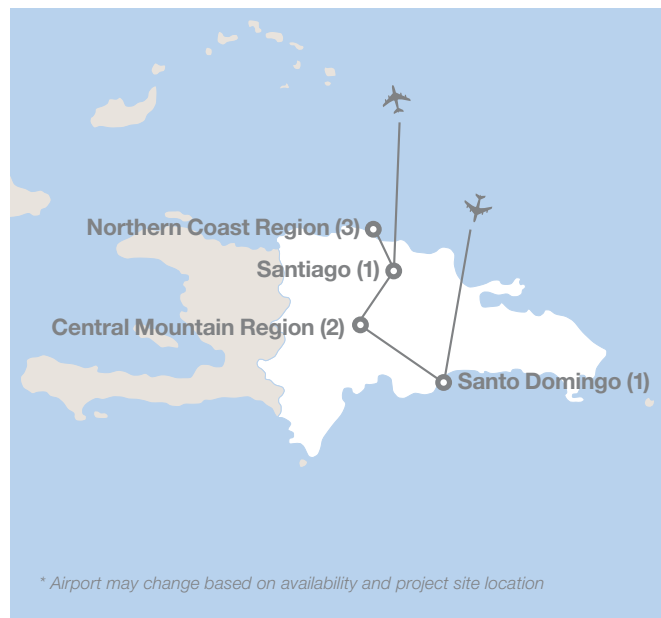 Northern Coast Region (3)
Santiago (1)
Central Mountain Region (2)
Santo Domingo (1)
* Airport may change based on availability and project site location